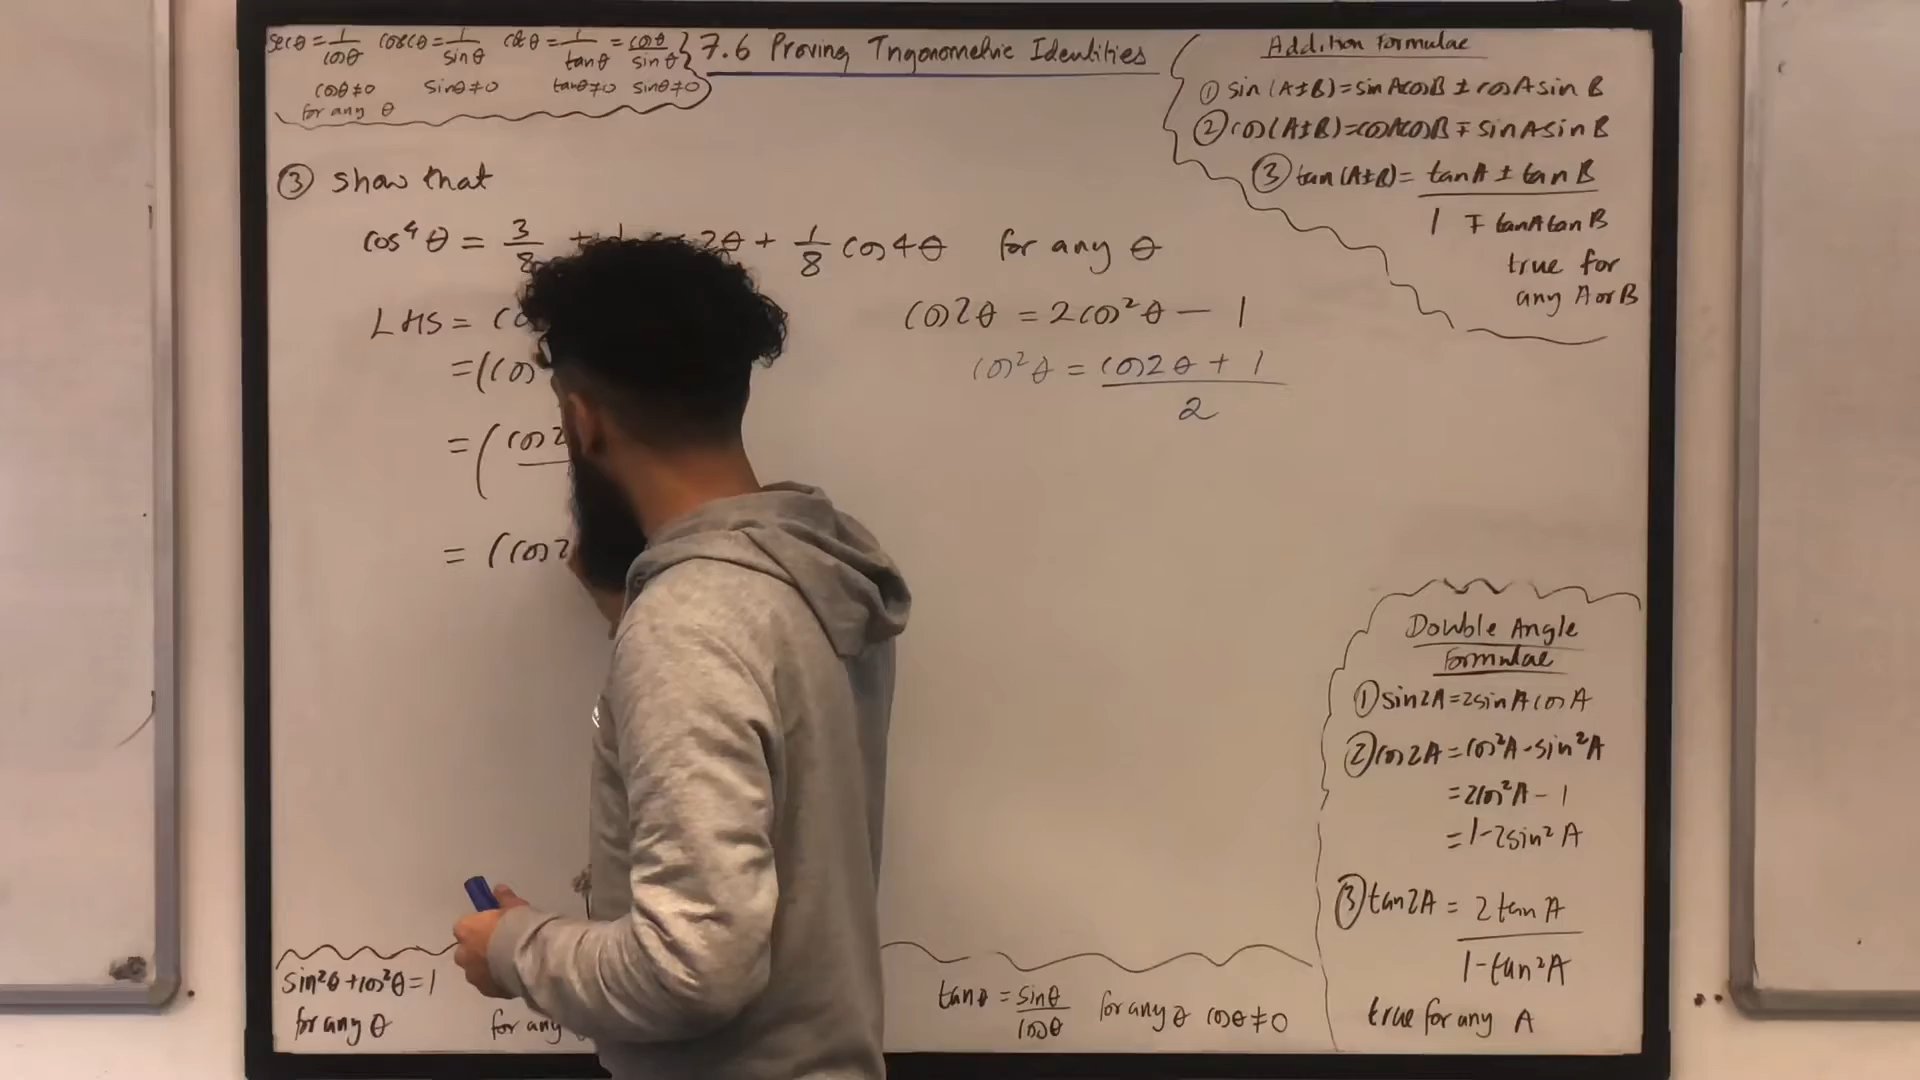 secθ = 1/cosθ cosecθ = 1/sinθ cotθ = 1/tanθ = cosθ/sinθ
cosθ≠0 sinθ≠0 tanθ≠0 sinθ≠0
for any θ
7.6 Proving Trigonometric Identities
Addition Formulae
① sin(A±B)=sinAcosB ± cosAsinB
② cos(A±B)=cosAcosB ∓ sinAsinB
③ tan(A±B)= tanA ± tanB
1 ∓ tanAtanB
true for
any A or B
③ show that
cos⁴θ = 3/8 + 2θ + 1/8 cos4θ for any θ
LHS =
=(cos
=(cos2
= (cos2
cos2θ = 2cos²θ − 1
cos²θ = cos2θ + 1
2
Double Angle
Formulae
① sin2A=2sinAcosA
② cos2A=cos²A-sin²A
=2cos²A-1
=1-2sin²A
③ tan2A = 2tanA
1-tan²A
true for any A
sin²θ+cos²θ=1
for any θ
for any
tanθ = sinθ/cosθ for any θ cosθ≠0